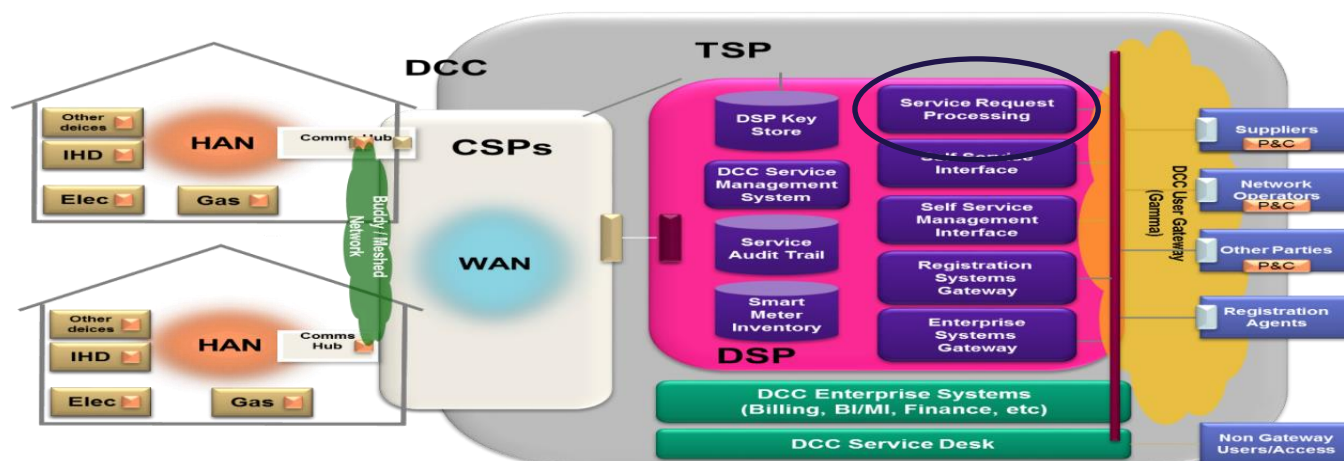 TSP
DCC
Other
deices
IHD
HAN
Comms Hub
Elec
Gas
Buddy / Meshed
Network
Other
deices
IHD
HAN
Comms
Hub
Elec
Gas
CSPs
WAN
DSP Key
Store
DCC Service
Management
System
Service
Audit Trail
Smart
Meter
Inventory
DSP
Service Request
Processing
Self Service
Interface
Self Service
Management
Interface
Registration
Systems
Gateway
Enterprise
Systems
Gateway
DCC Enterprise Systems
(Billing, BI/MI, Finance, etc)
DCC Service Desk
DCC User Gateway
(Gamma)
Suppliers
P&C
Network
Operators
P&C
Other Parties
P&C
Registration
Agents
Non Gateway
Users/Access